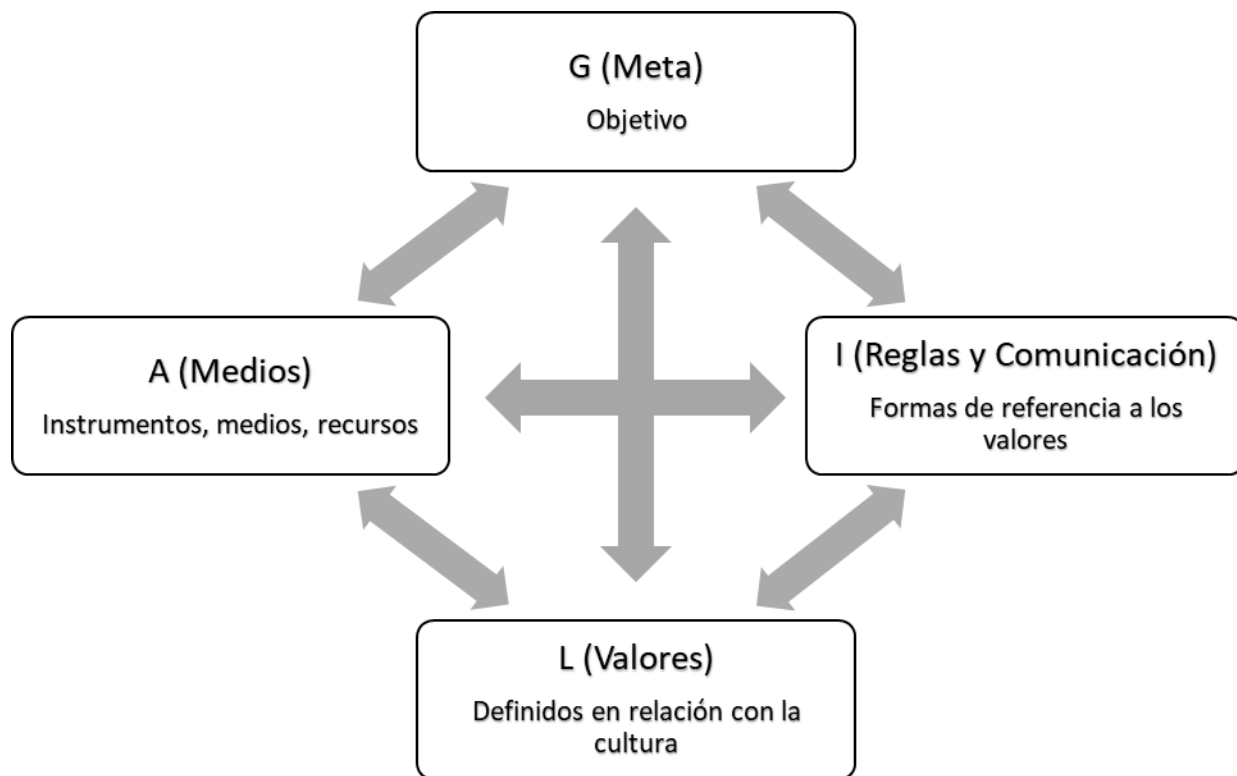 G (Meta)
Objetivo
A (Medios)
Instrumentos, medios, recursos
I (Reglas y Comunicación)
Formas de referencia a los
valores
L (Valores)
Definidos en relación con la
cultura